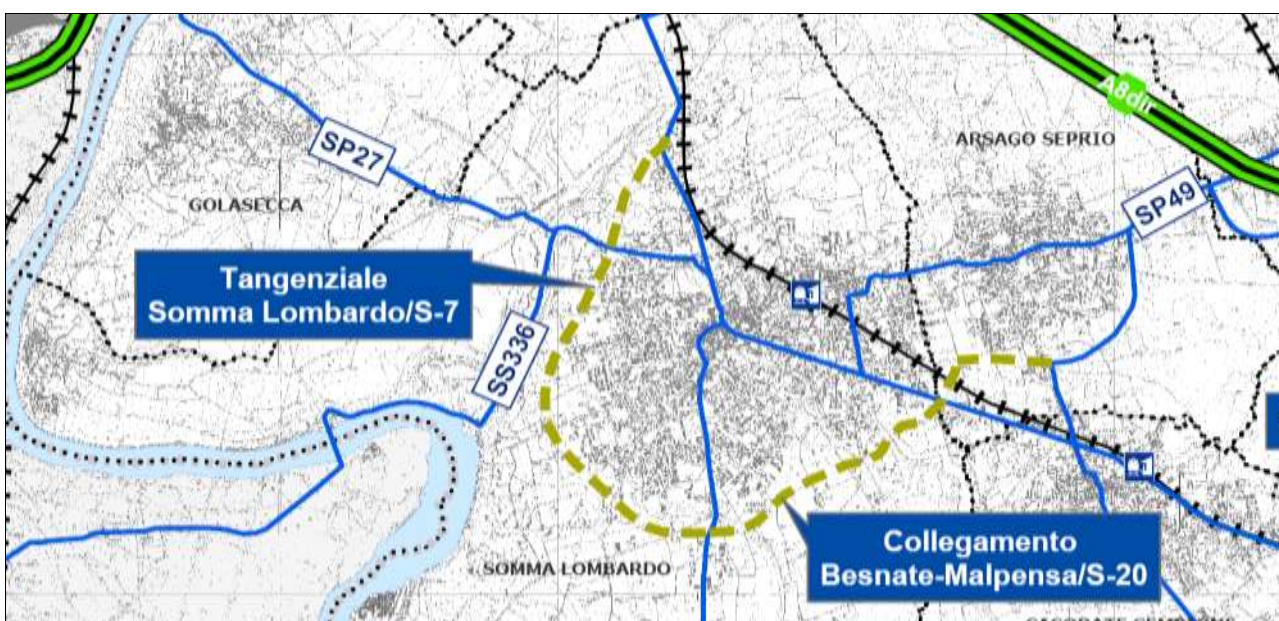 A8dir
ARSAGO SEPRIO
SP27
SP49
GOLASECCA
Tangenziale
Somma Lombardo/S-7
SS336
Collegamento
Besnate-Malpensa/S-20
SOMMA LOMBARDO